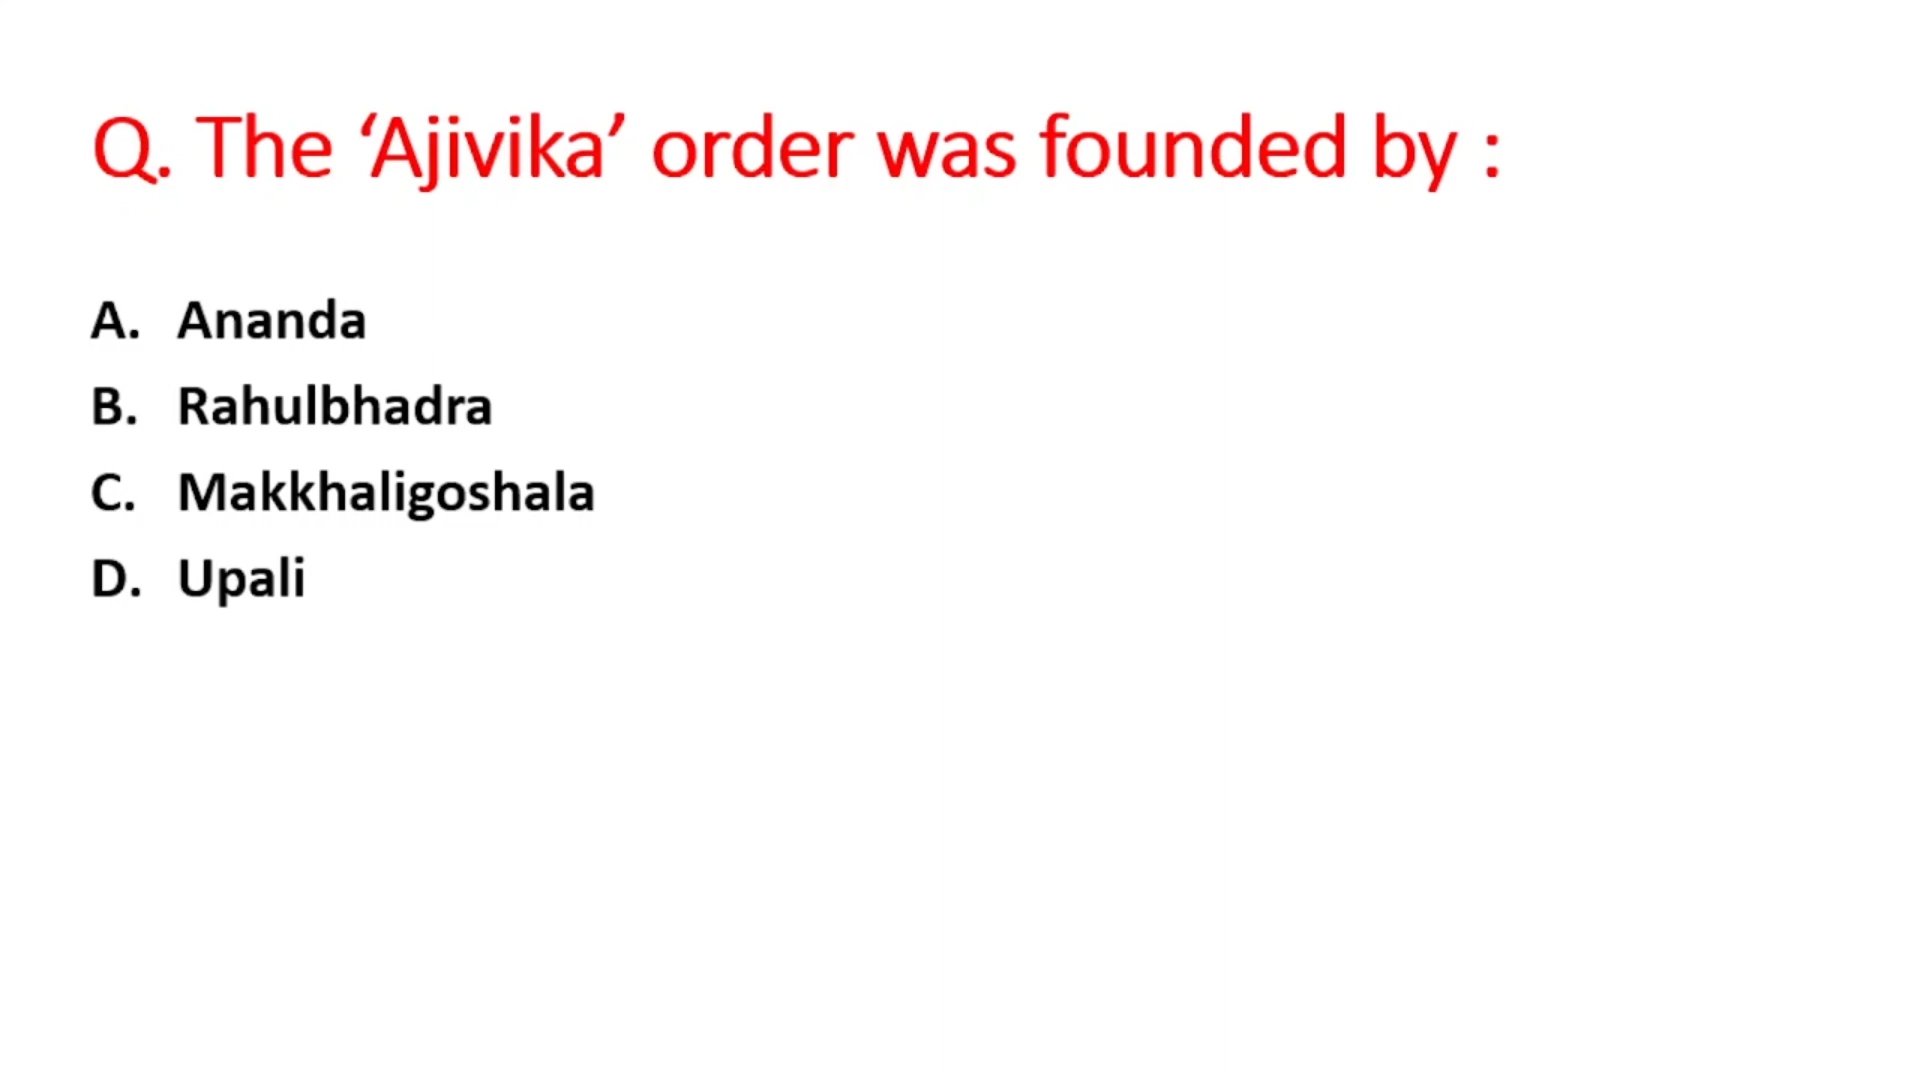 Q. The ‘Ajivika’ order was founded by :
A. Ananda
B. Rahulbhadra
C. Makkhaligoshala
D. Upali